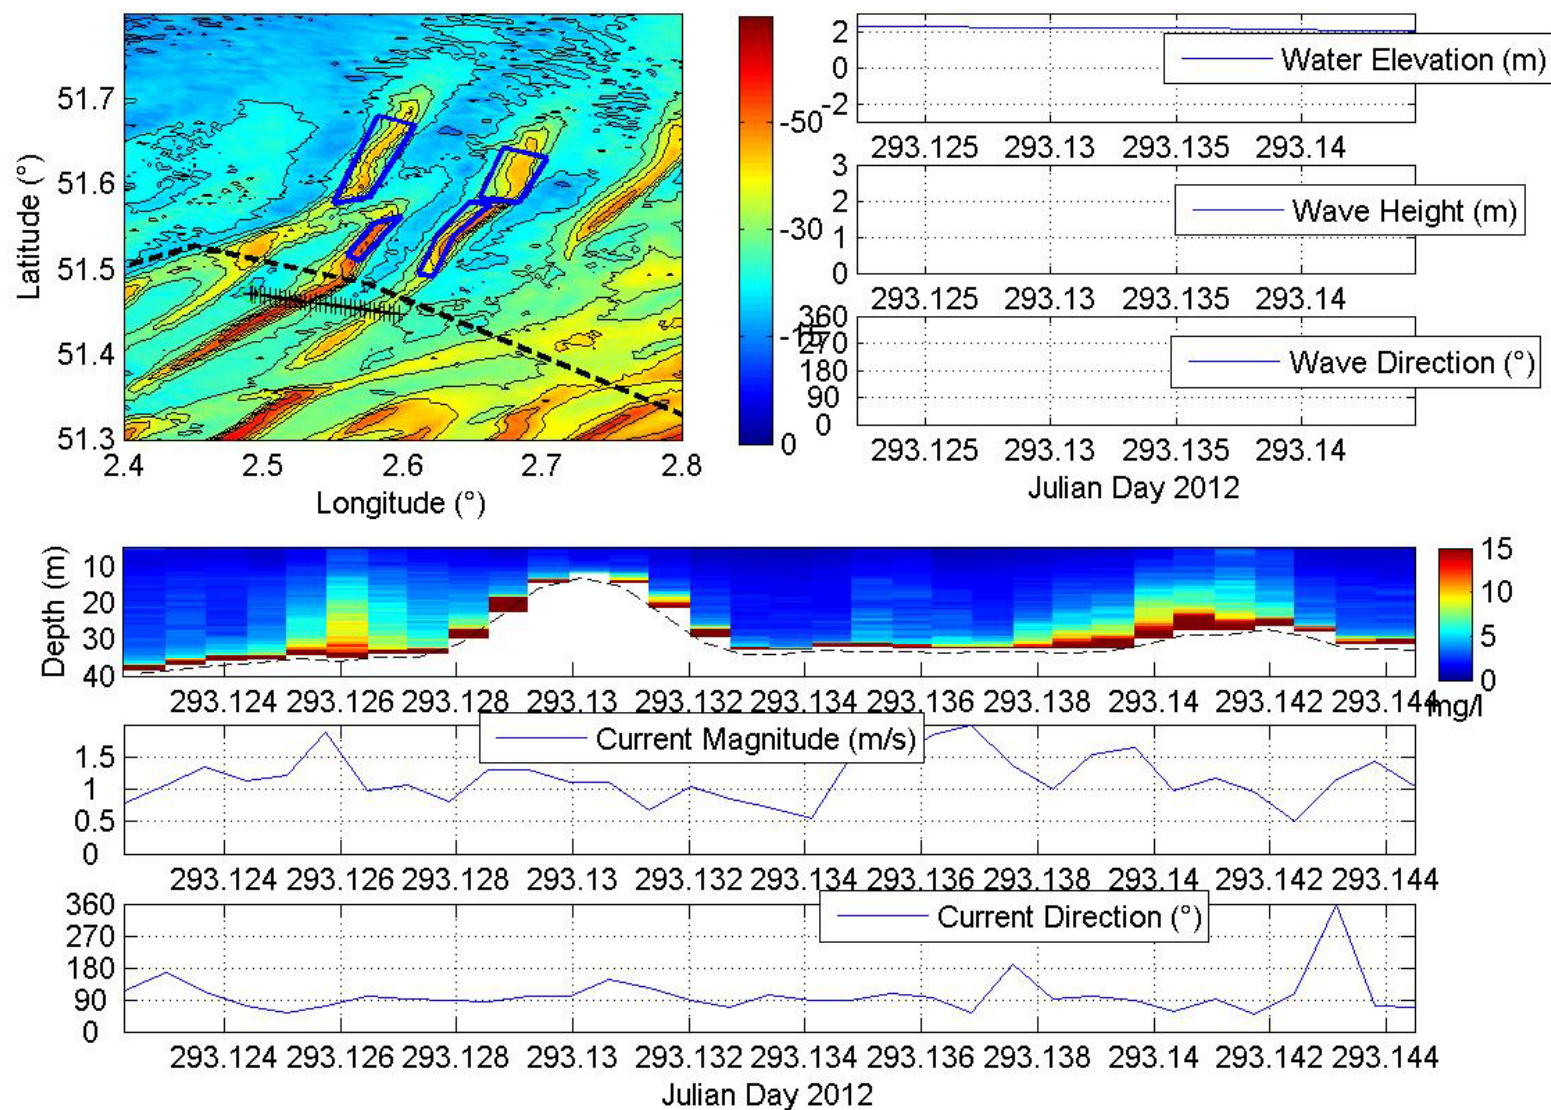 51.7
51.6
51.5
51.4
51.3
Latitude (°)
2.4 2.5 2.6 2.7 2.8
Longitude (°)
-50
-30
0
2
0
-2
Water Elevation (m)
293.125 293.13 293.135 293.14
3
2
1
0
Wave Height (m)
293.125 293.13 293.135 293.14
360
270
180
90
0
Wave Direction (°)
293.125 293.13 293.135 293.14
Julian Day 2012
Depth (m)
10
20
30
40
293.124 293.126 293.128 293.13 293.132 293.134 293.136 293.138 293.14 293.142 293.144
15
10
5
0
mg/l
1.5
1
0.5
0
Current Magnitude (m/s)
293.124 293.126 293.128 293.13 293.132 293.134 293.136 293.138 293.14 293.142 293.144
360
270
180
90
0
Current Direction (°)
293.124 293.126 293.128 293.13 293.132 293.134 293.136 293.138 293.14 293.142 293.144
Julian Day 2012